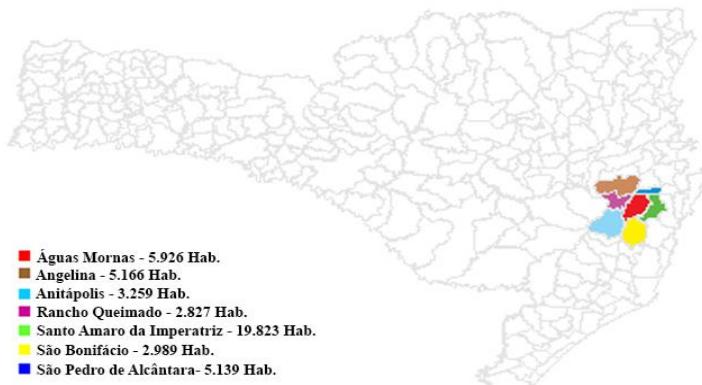 Águas Mornas - 5.926 Hab.
Angelina - 5.166 Hab.
Anitápolis - 3.259 Hab.
Rancho Queimado - 2.827 Hab.
Santo Amaro da Imperatriz - 19.823 Hab.
São Bonifácio - 2.989 Hab.
São Pedro de Alcântara- 5.139 Hab.